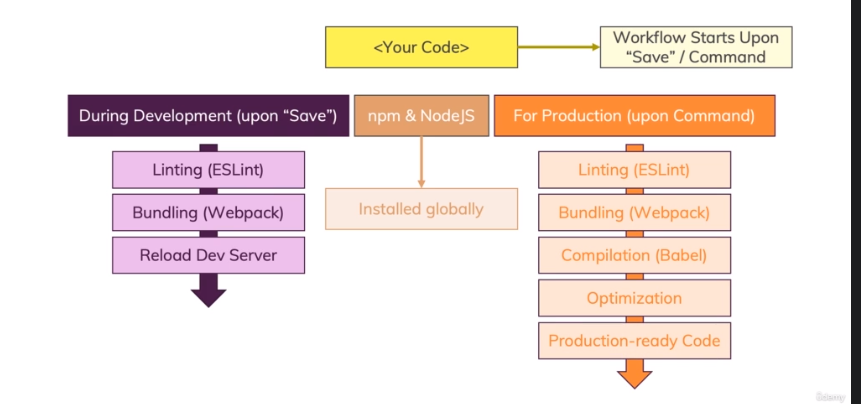 <Your Code>
Workflow Starts Upon
“Save” / Command
During Development (upon “Save”)
npm & NodeJS
For Production (upon Command)
Linting (ESLint)
Bundling (Webpack)
Reload Dev Server
Installed globally
Linting (ESLint)
Bundling (Webpack)
Compilation (Babel)
Optimization
Production-ready Code
Udemy